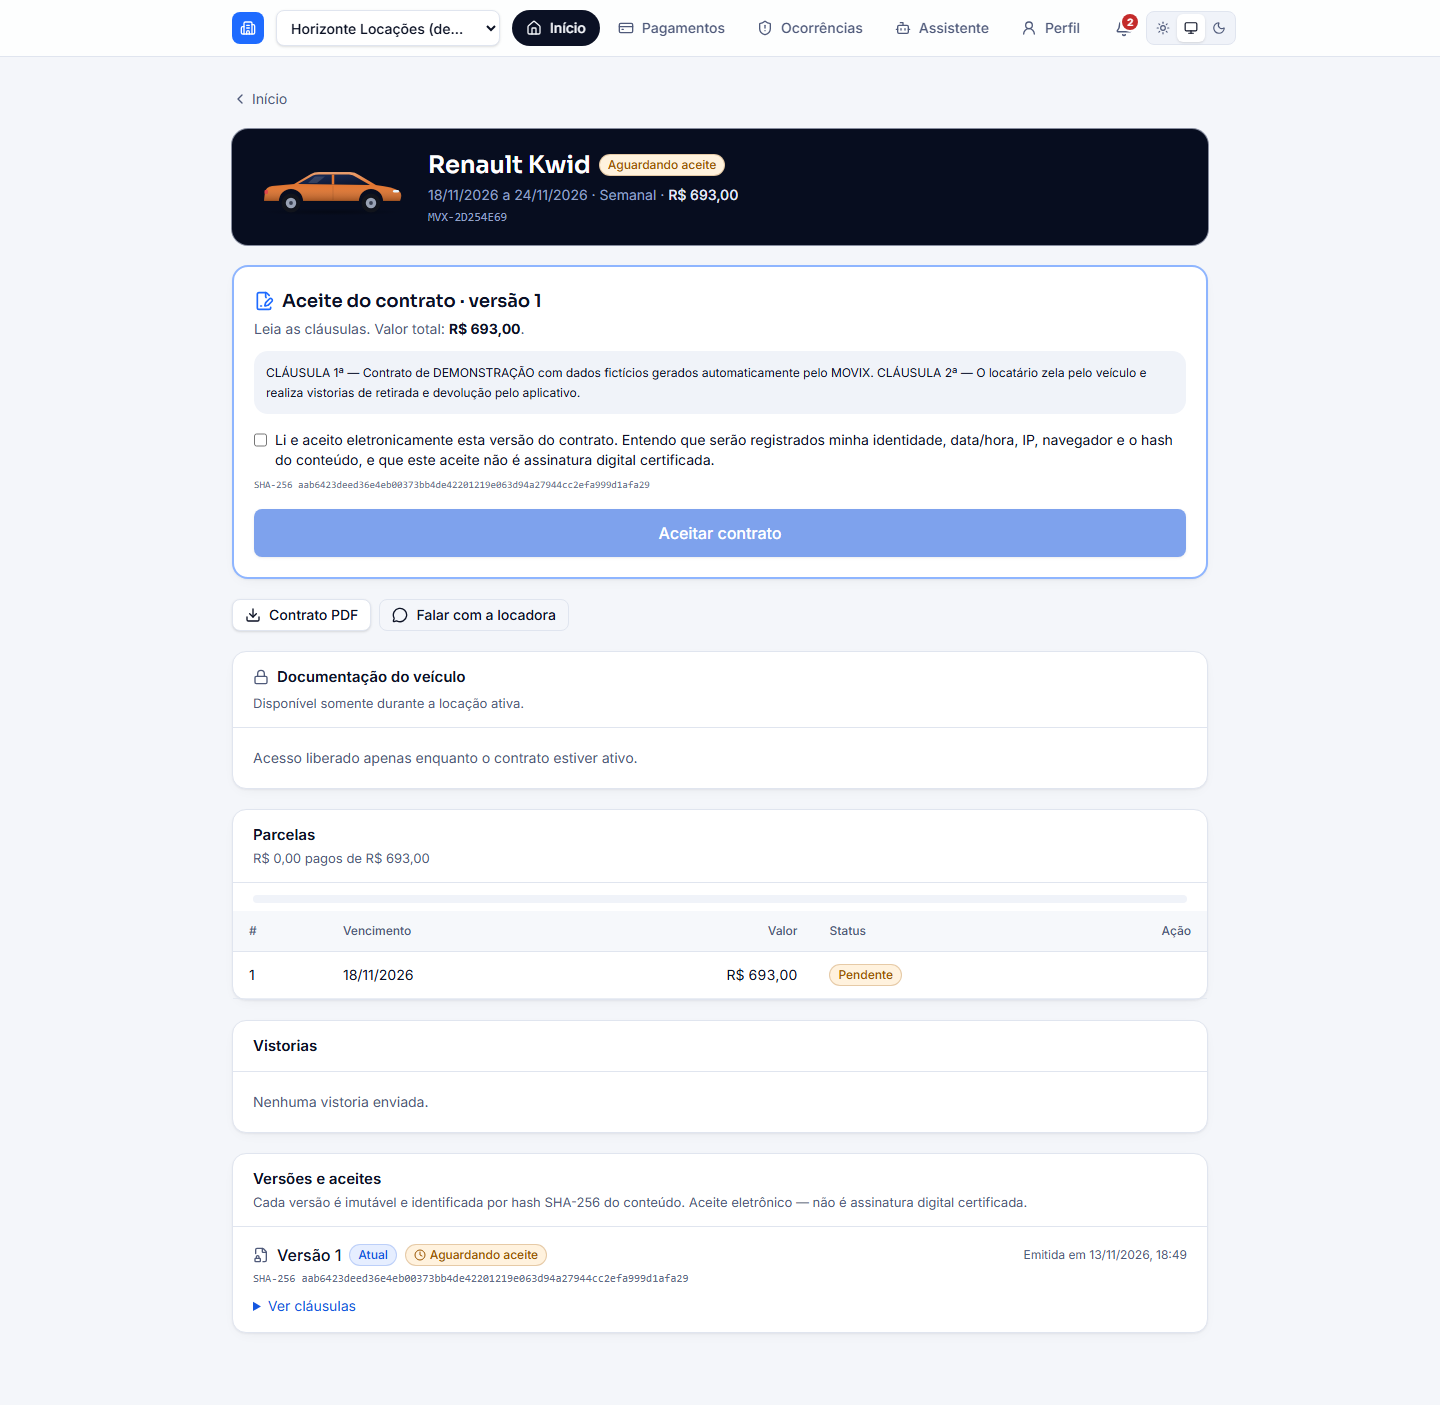 Horizonte Locações (de...
Início
Pagamentos
Ocorrências
Assistente
Perfil
2
Início
Renault Kwid
Aguardando aceite
18/11/2026 a 24/11/2026 · Semanal · R$ 693,00
MVX-2D254E69
Aceite do contrato · versão 1
Leia as cláusulas. Valor total: R$ 693,00.
CLÁUSULA 1ª — Contrato de DEMONSTRAÇÃO com dados fictícios gerados automaticamente pelo MOVIX. CLÁUSULA 2ª — O locatário zela pelo veículo e
realiza vistorias de retirada e devolução pelo aplicativo.
Li e aceito eletronicamente esta versão do contrato. Entendo que serão registrados minha identidade, data/hora, IP, navegador e o hash
do conteúdo, e que este aceite não é assinatura digital certificada.
SHA-256 aab6423deed36e4eb00373bb4de42201219e063d94a27944cc2efa999d1afa29
Aceitar contrato
Contrato PDF
Falar com a locadora
Documentação do veículo
Disponível somente durante a locação ativa.
Acesso liberado apenas enquanto o contrato estiver ativo.
Parcelas
R$ 0,00 pagos de R$ 693,00
# Vencimento Valor Status Ação
1 18/11/2026 R$ 693,00 Pendente
Vistorias
Nenhuma vistoria enviada.
Versões e aceites
Cada versão é imutável e identificada por hash SHA-256 do conteúdo. Aceite eletrônico — não é assinatura digital certificada.
Versão 1 Atual Aguardando aceite Emitida em 13/11/2026, 18:49
SHA-256 aab6423deed36e4eb00373bb4de42201219e063d94a27944cc2efa999d1afa29
Ver cláusulas